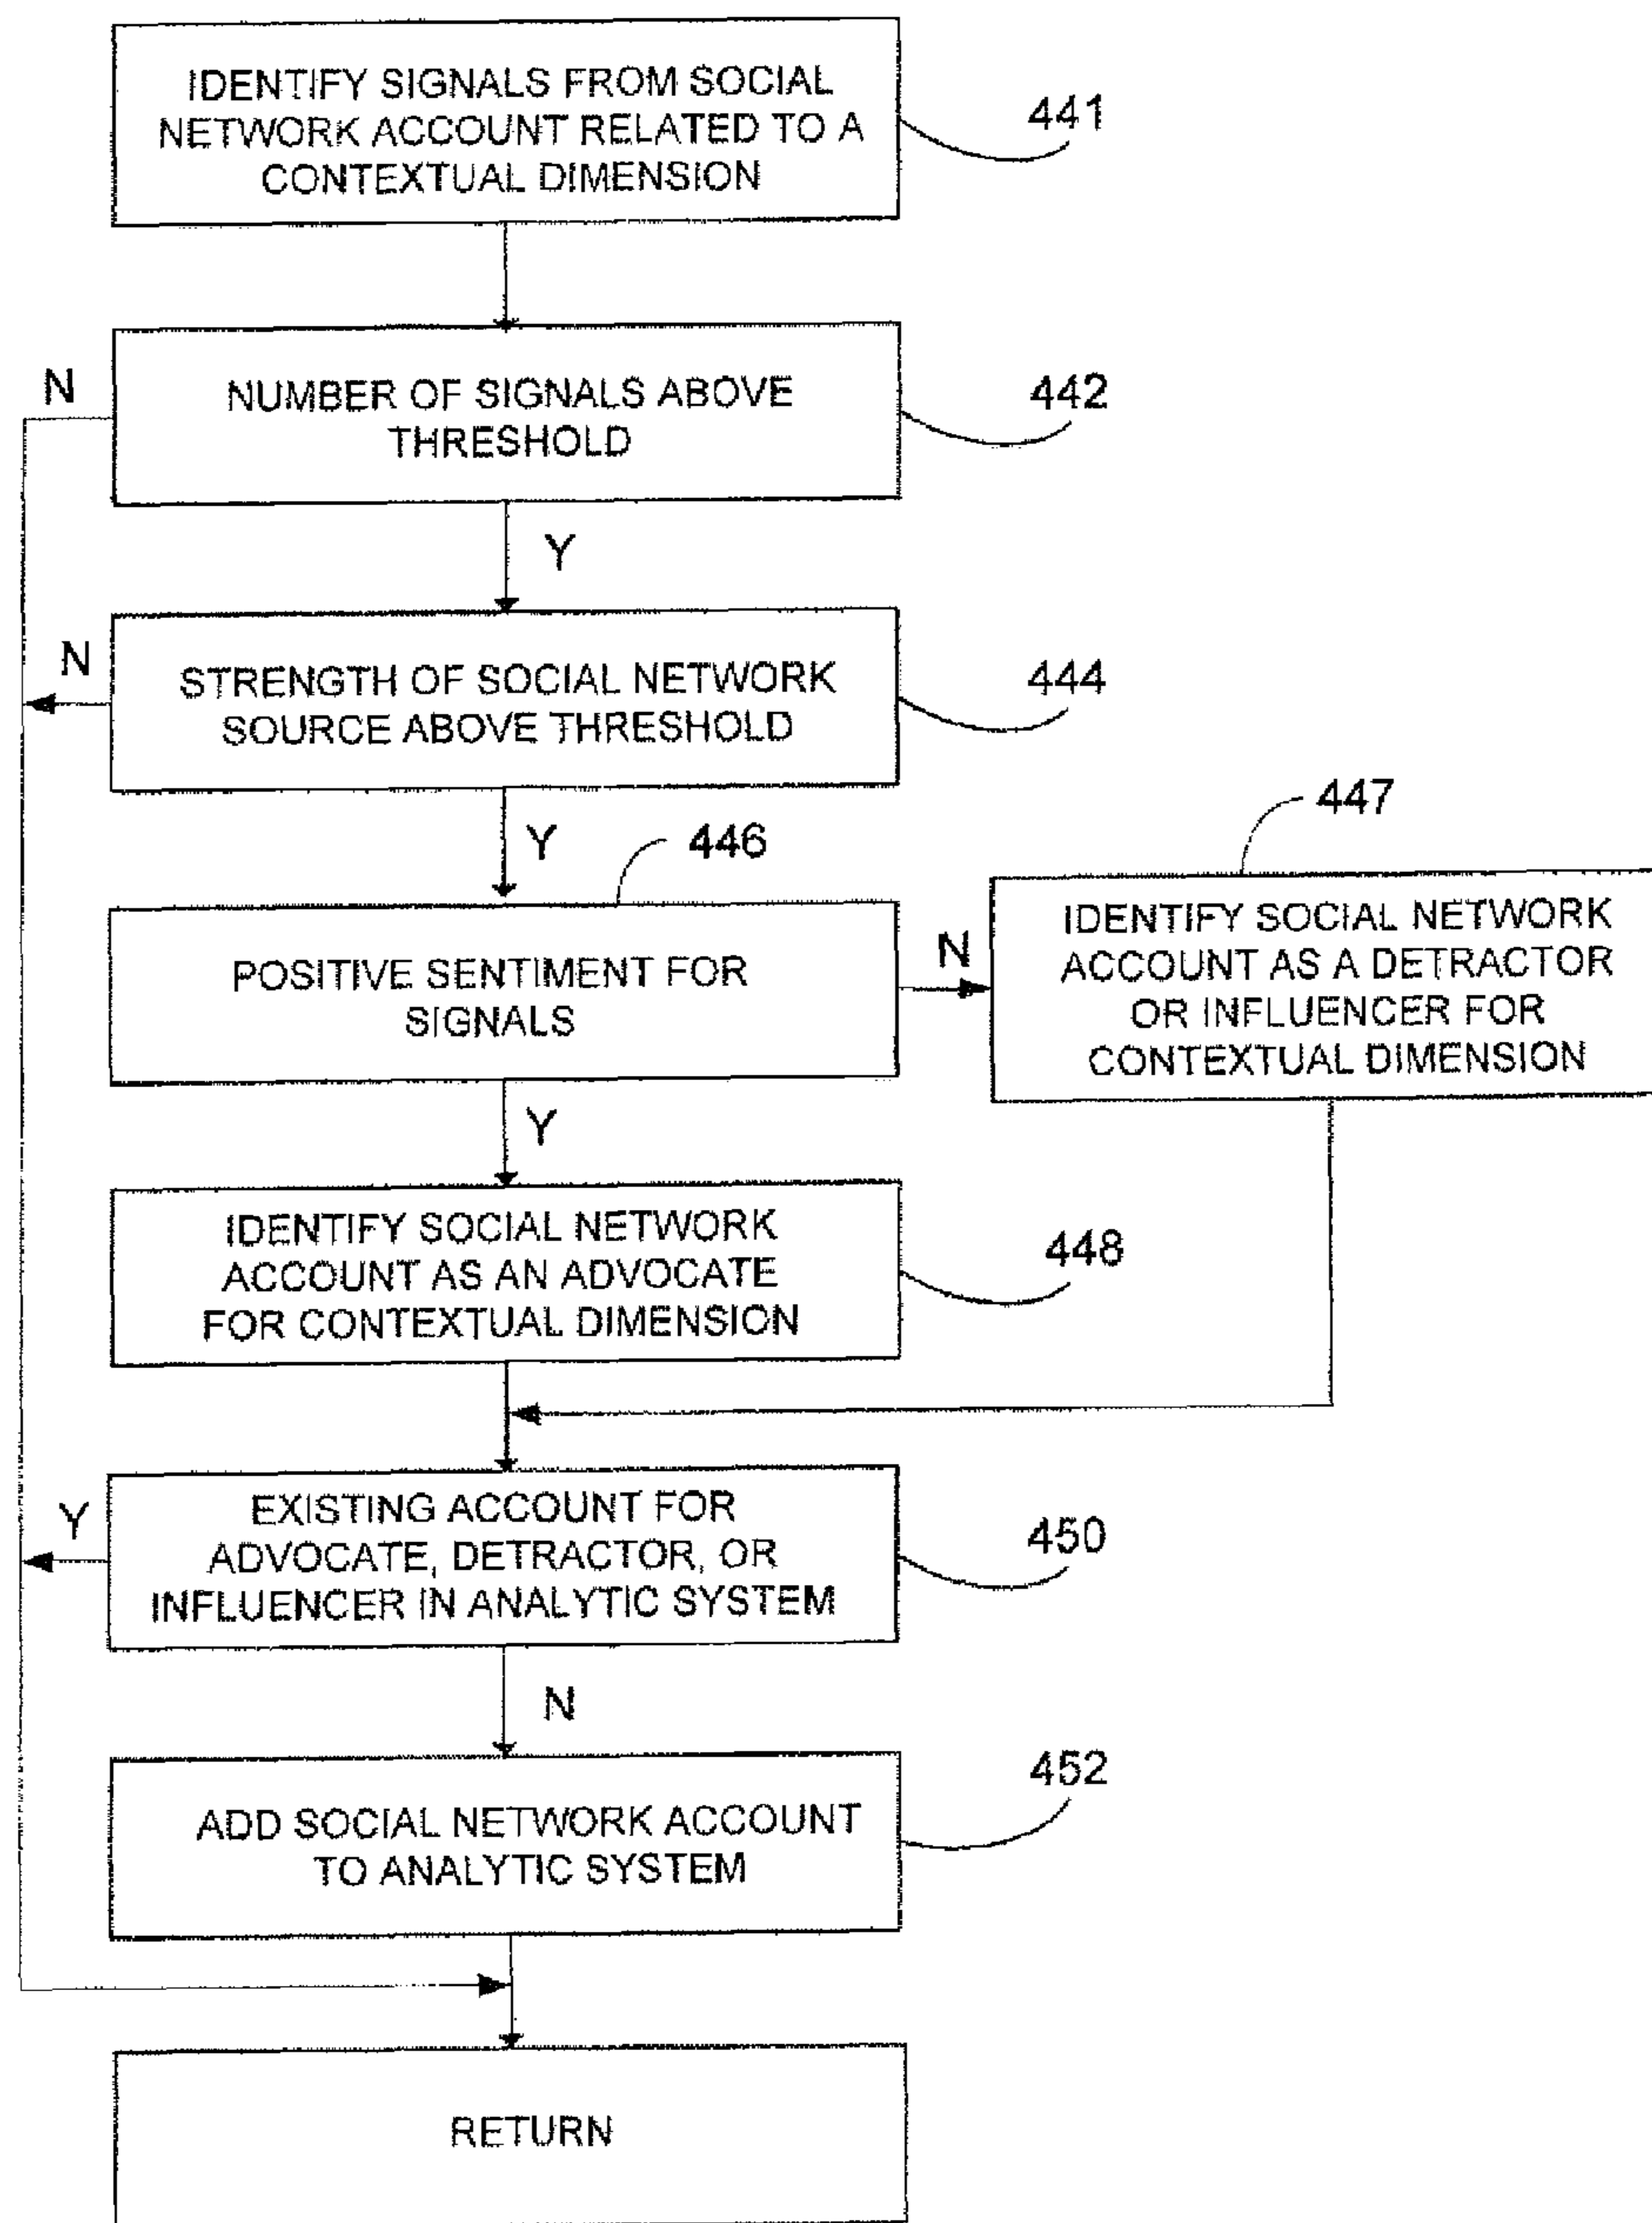 IDENTIFY SIGNALS FROM SOCIAL
NETWORK ACCOUNT RELATED TO A
CONTEXTUAL DIMENSION
441
N
NUMBER OF SIGNALS ABOVE
THRESHOLD
442
Y
N
STRENGTH OF SOCIAL NETWORK
SOURCE ABOVE THRESHOLD
444
Y
446
447
POSITIVE SENTIMENT FOR
SIGNALS
N
IDENTIFY SOCIAL NETWORK
ACCOUNT AS A DETRACTOR
OR INFLUENCER FOR
CONTEXTUAL DIMENSION
Y
IDENTIFY SOCIAL NETWORK
ACCOUNT AS AN ADVOCATE
FOR CONTEXTUAL DIMENSION
448
Y
EXISTING ACCOUNT FOR
ADVOCATE, DETRACTOR, OR
INFLUENCER IN ANALYTIC SYSTEM
450
N
ADD SOCIAL NETWORK ACCOUNT
TO ANALYTIC SYSTEM
452
RETURN